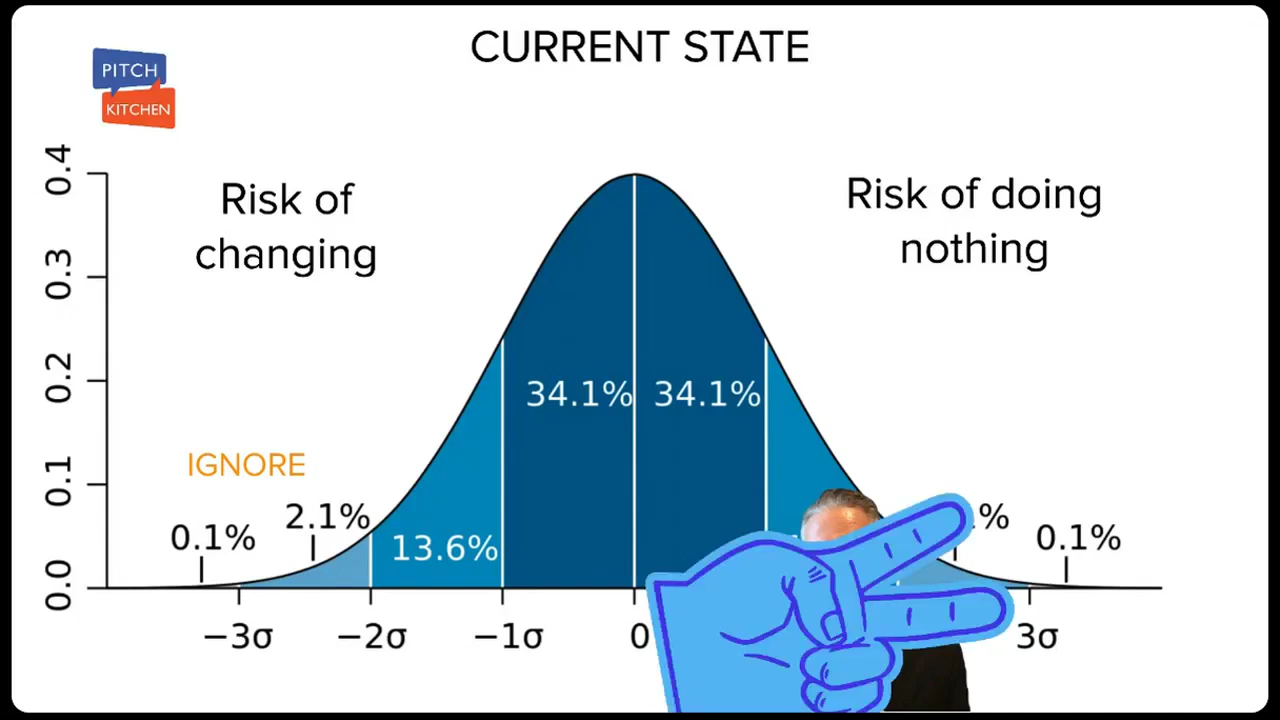 CURRENT STATE
PITCH
KITCHEN
Risk of
changing
Risk of doing
nothing
0.4
0.3
0.2
0.1
0.0
34.1% 34.1%
IGNORE
0.1% 2.1% 13.6% % 0.1%
−3σ −2σ −1σ 0 3σ